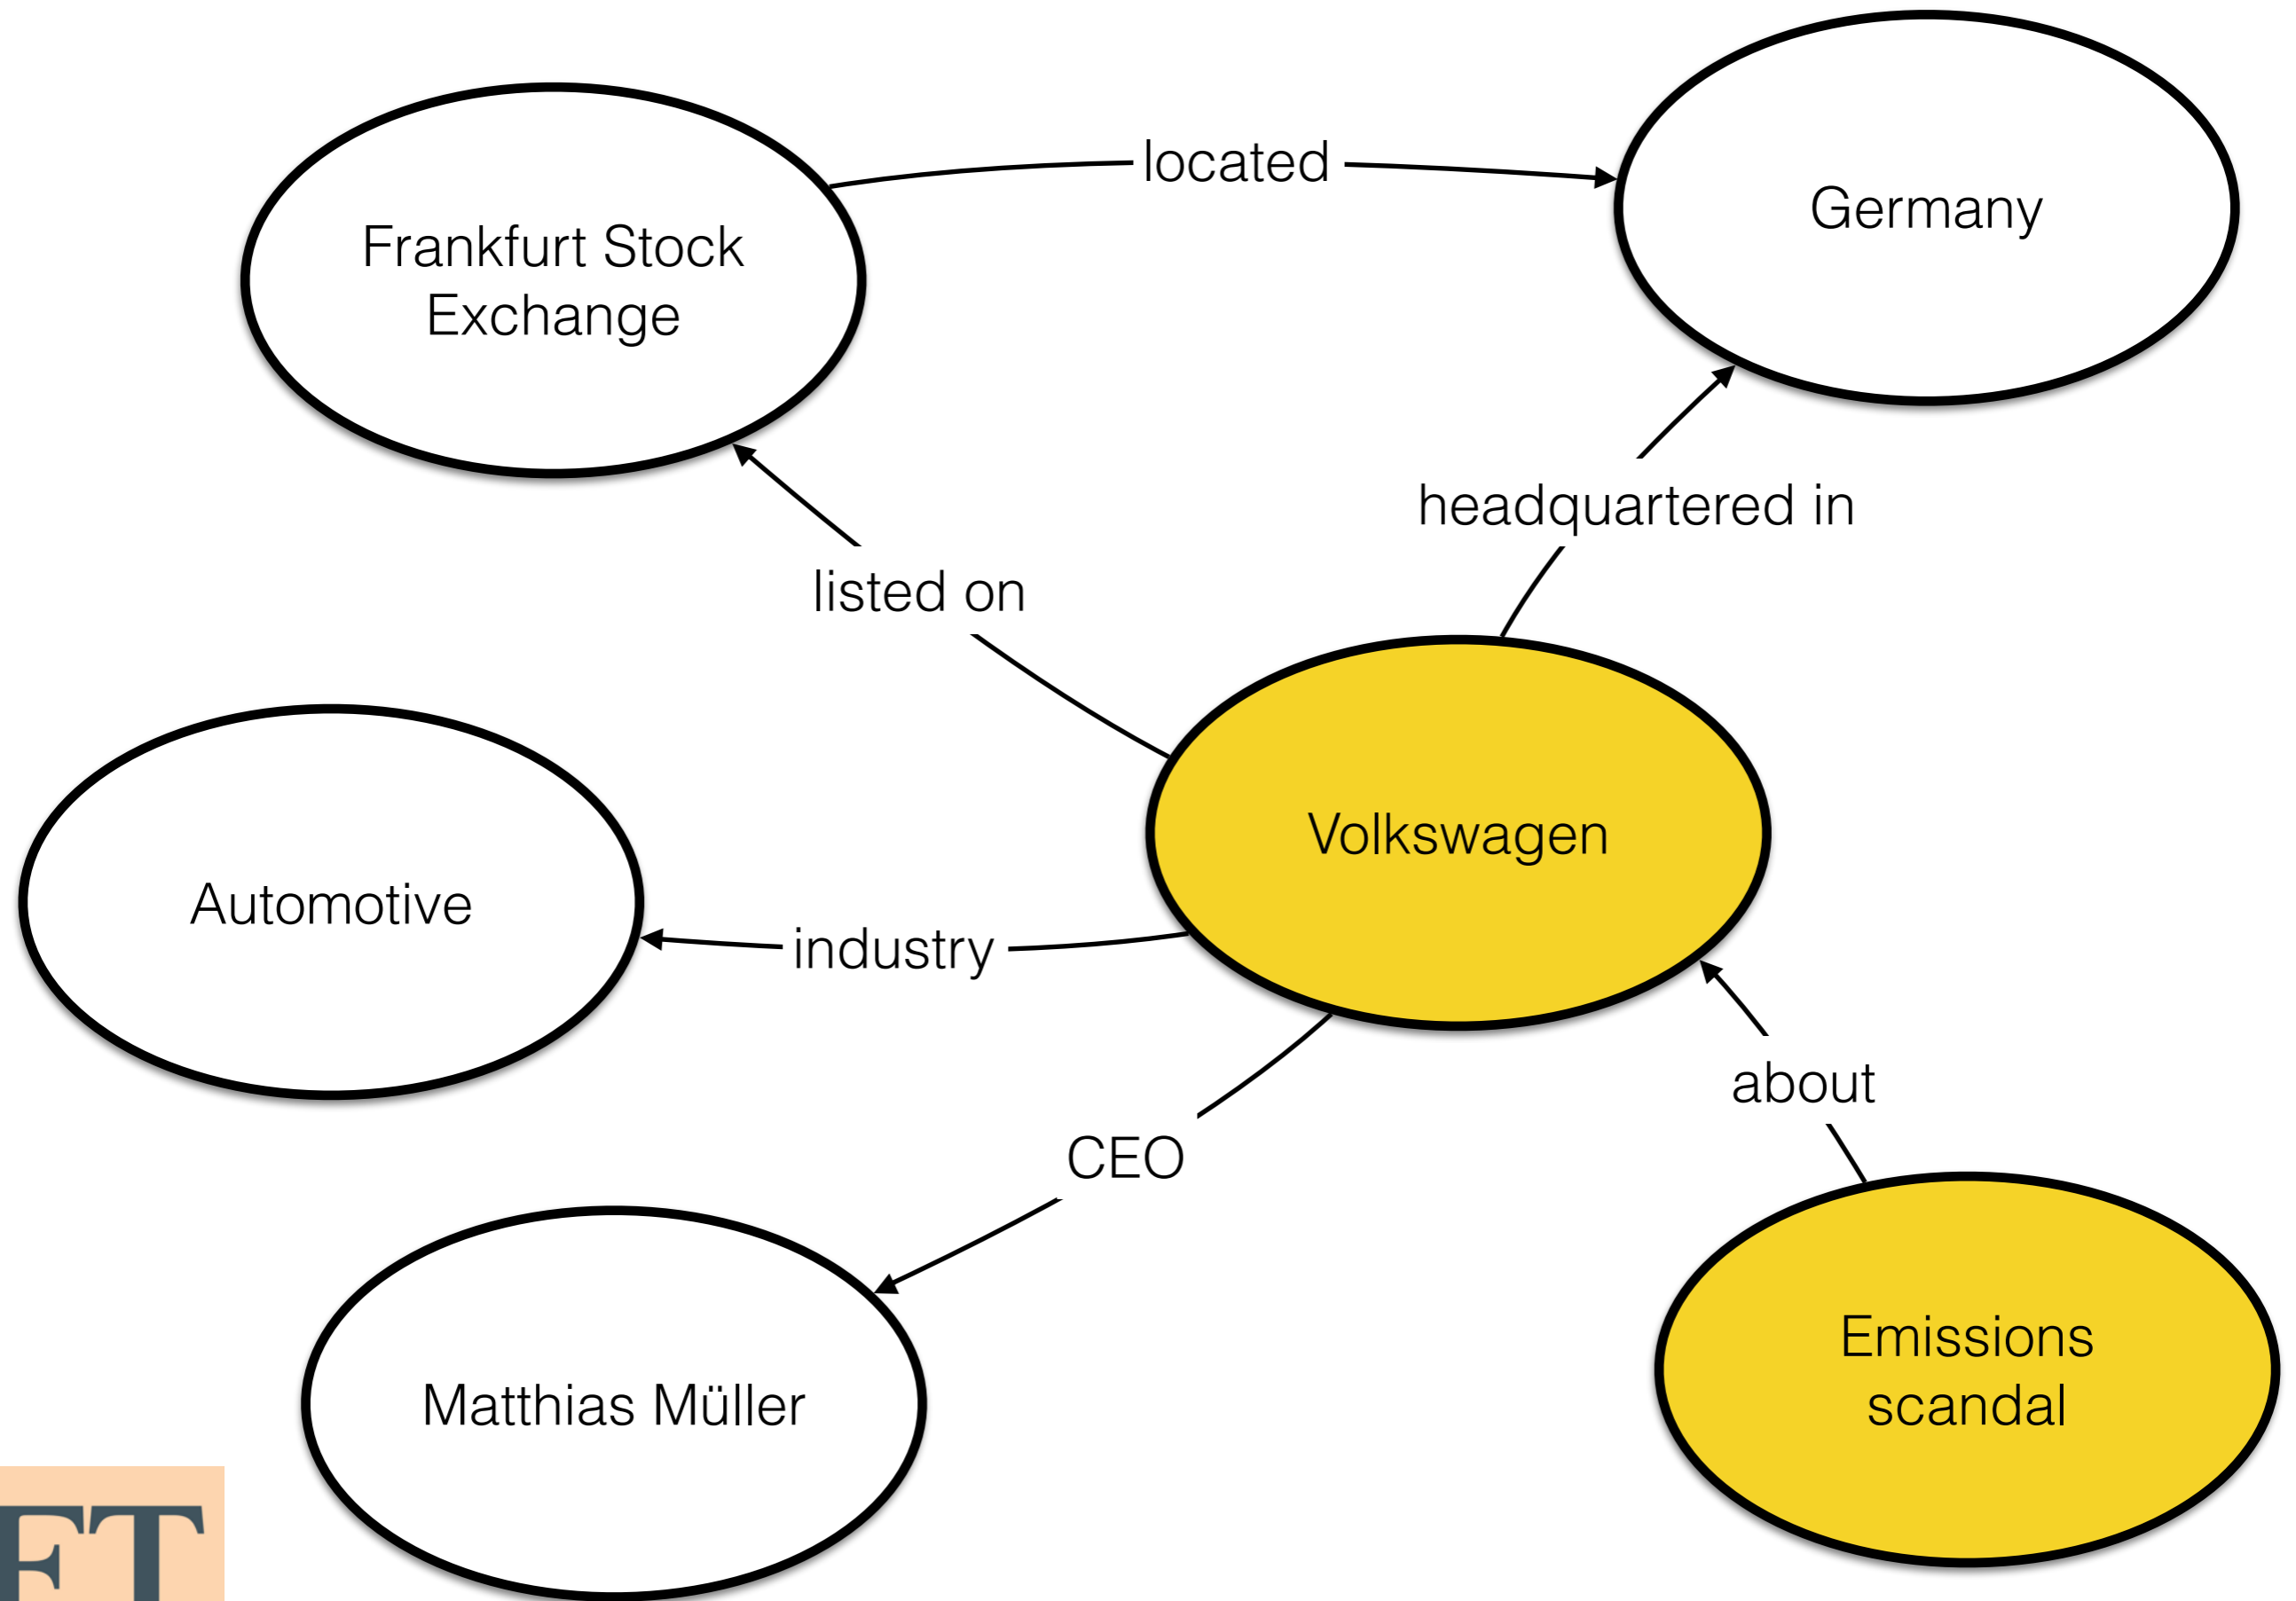 located
Germany
Frankfurt Stock
Exchange
headquartered in
listed on
Volkswagen
Automotive
industry
about
CEO
Emissions
scandal
Matthias Müller
FT